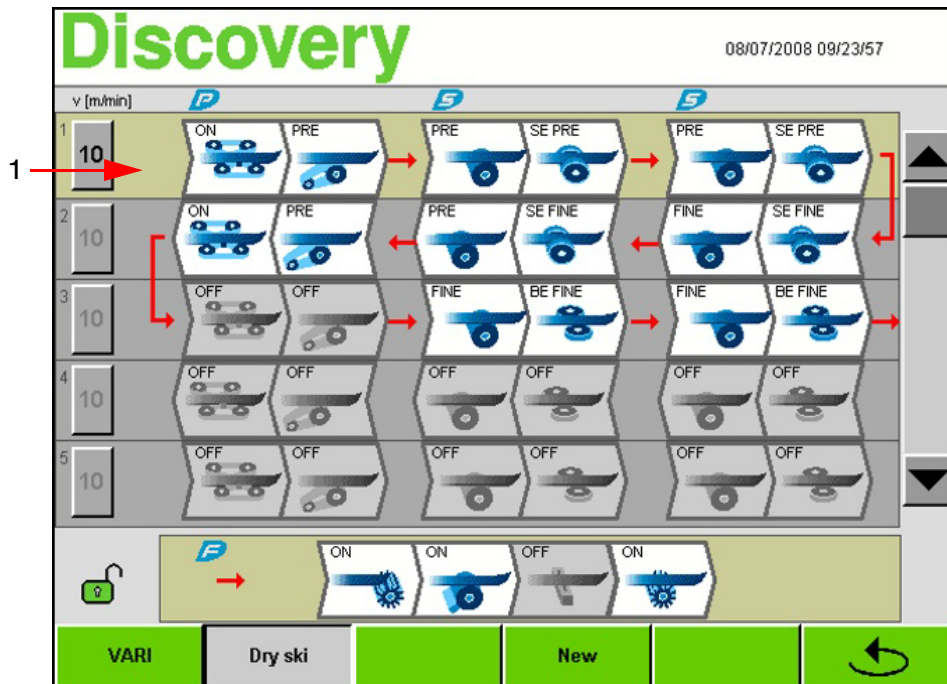 Discovery
08/07/2008 09/23/57
v [m/min] P S S
1 10 ON PRE PRE SE PRE PRE SE PRE
1
2 10 ON PRE PRE SE FINE FINE SE FINE
3 10 OFF OFF FINE BE FINE FINE BE FINE
4 10 OFF OFF OFF OFF OFF OFF
5 10 OFF OFF OFF OFF OFF OFF
F ON ON OFF ON
VARI Dry ski New